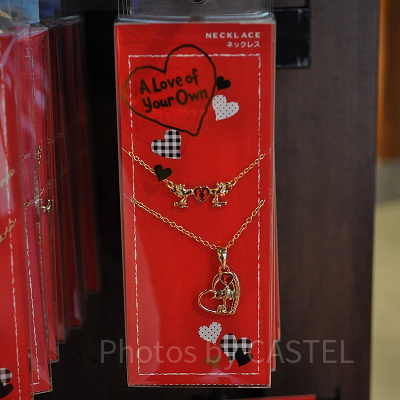 NECKLACE
ネックレス
A Love of
Your Own
Photos by CASTEL